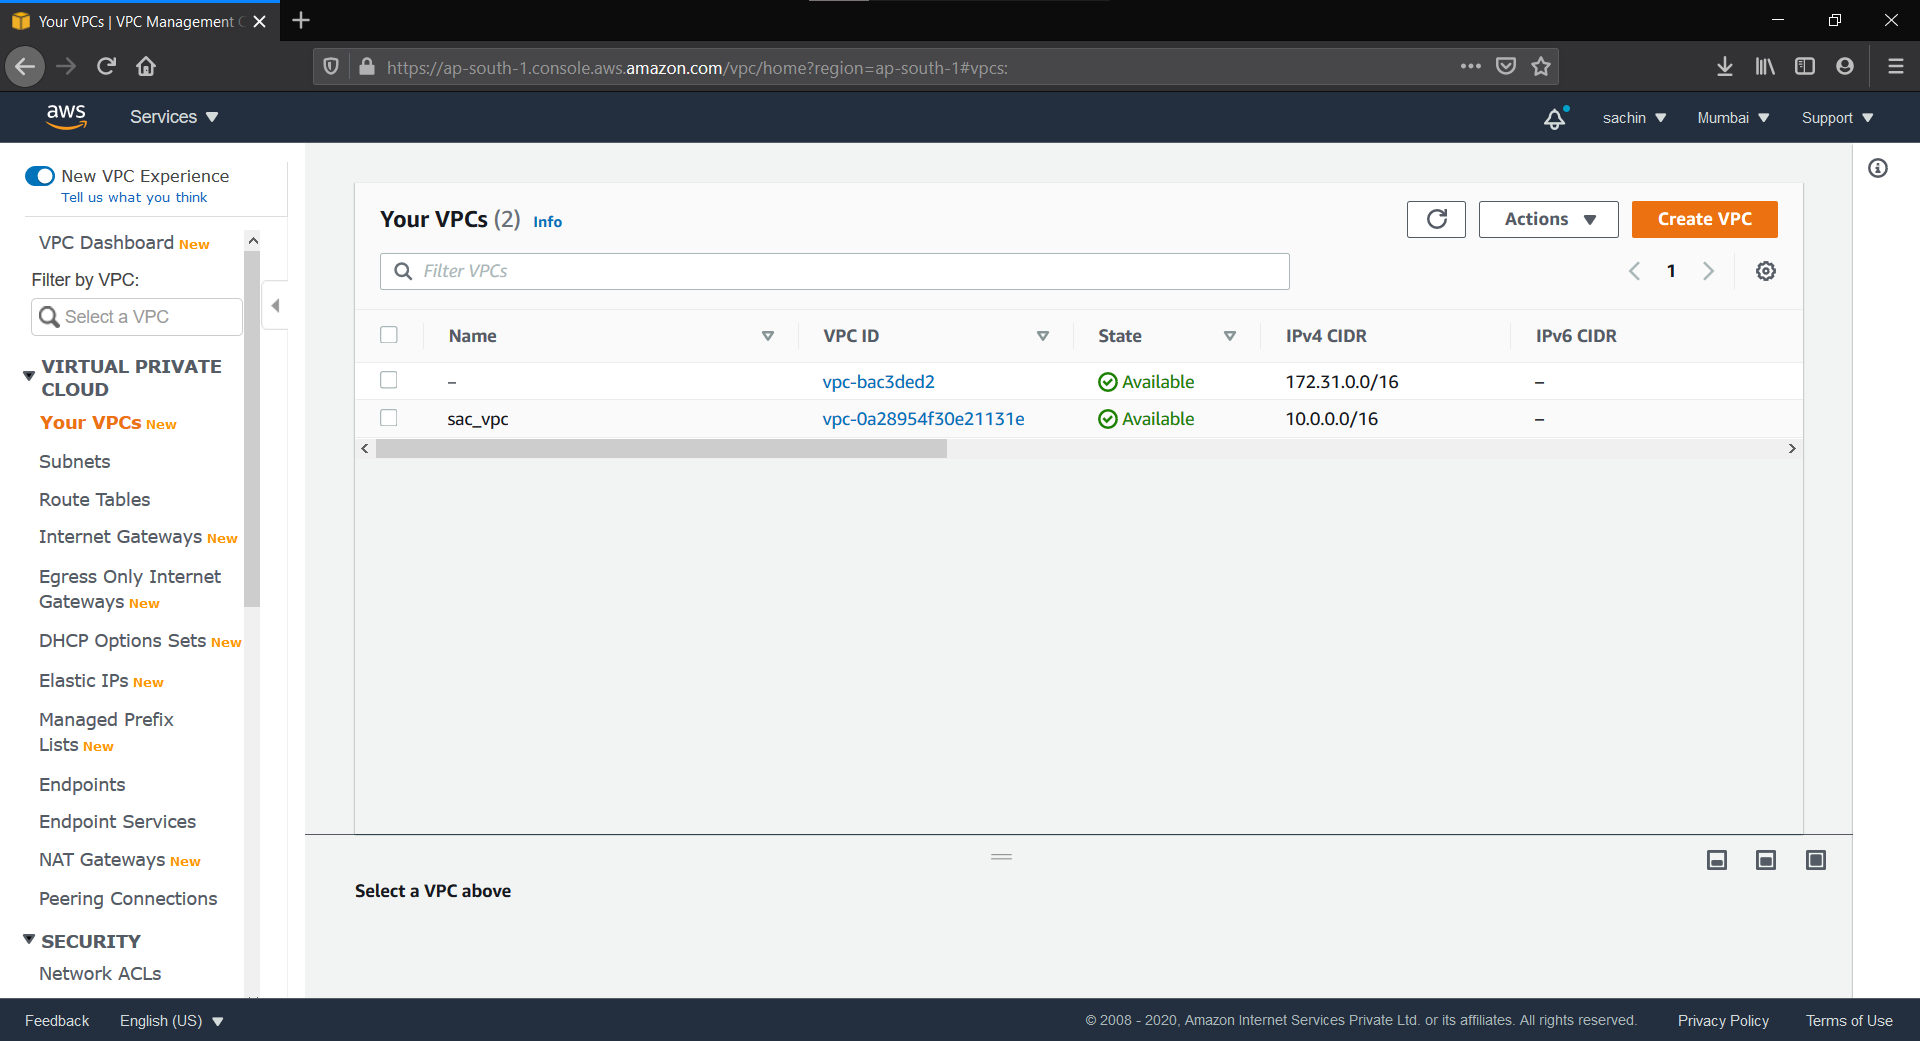 Your VPCs | VPC Management
https://ap-south-1.console.aws.amazon.com/vpc/home?region=ap-south-1#vpcs:
aws
Services
sachin
Mumbai
Support
New VPC Experience
Tell us what you think
VPC Dashboard New
Filter by VPC:
Select a VPC
VIRTUAL PRIVATE
CLOUD
Your VPCs New
Subnets
Route Tables
Internet Gateways New
Egress Only Internet
Gateways New
DHCP Options Sets New
Elastic IPs New
Managed Prefix
Lists New
Endpoints
Endpoint Services
NAT Gateways New
Peering Connections
SECURITY
Network ACLs
Your VPCs (2) Info
Actions
Create VPC
Filter VPCs
1
Name VPC ID State IPv4 CIDR IPv6 CIDR
– vpc-bac3ded2 Available 172.31.0.0/16 –
sac_vpc vpc-0a28954f30e21131e Available 10.0.0.0/16 –
Select a VPC above
Feedback
English (US)
© 2008 - 2020, Amazon Internet Services Private Ltd. or its affiliates. All rights reserved.
Privacy Policy
Terms of Use